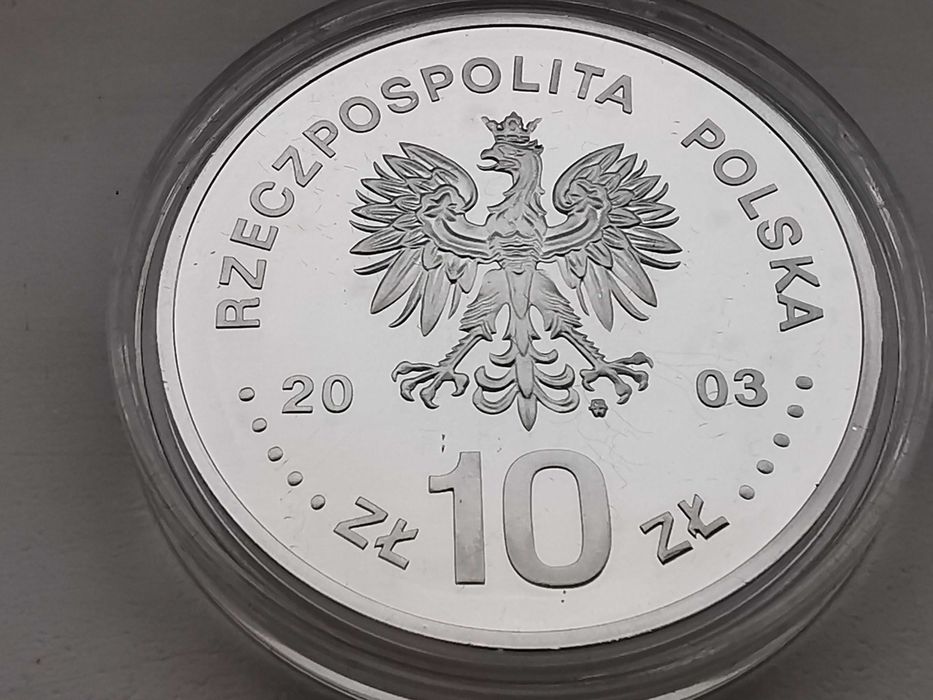 RZECZPOSPOLITA POLSKA
20 03
ZŁ 10 ZŁ